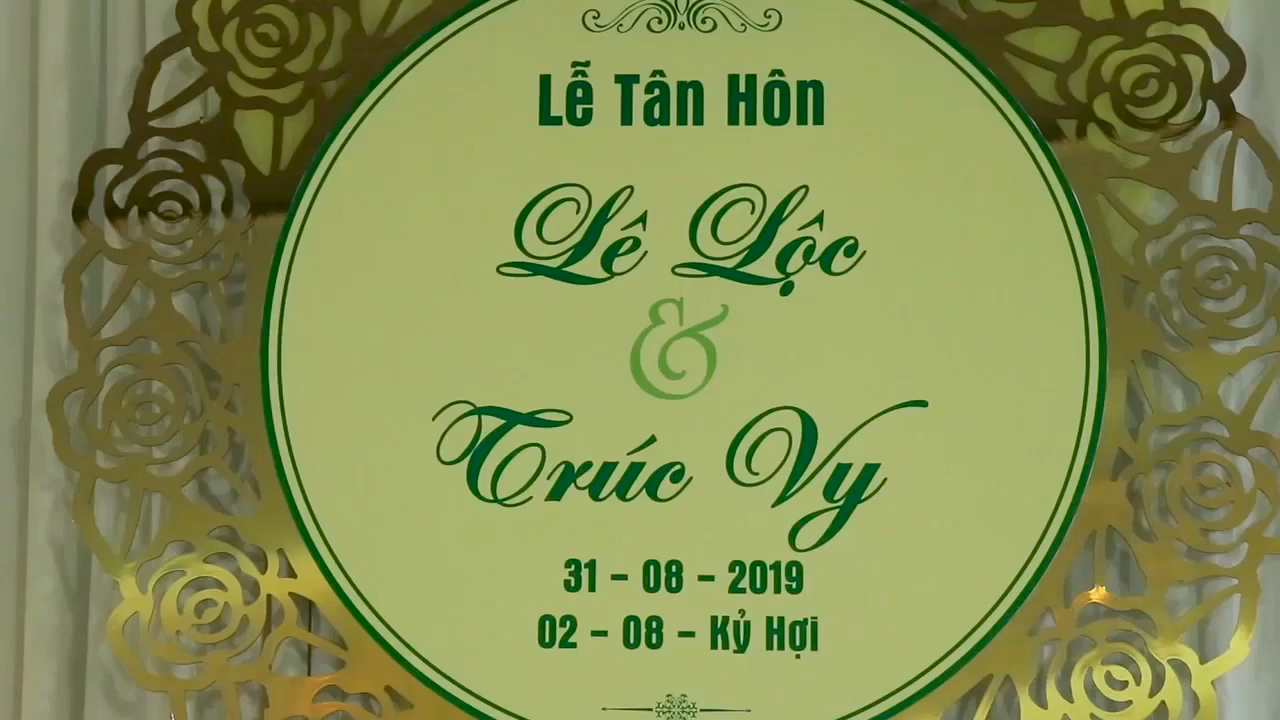 Lễ Tân Hôn
Lê Lộc
&
Trúc Vy
31 - 08 - 2019
02 - 08 - Kỷ Hợi